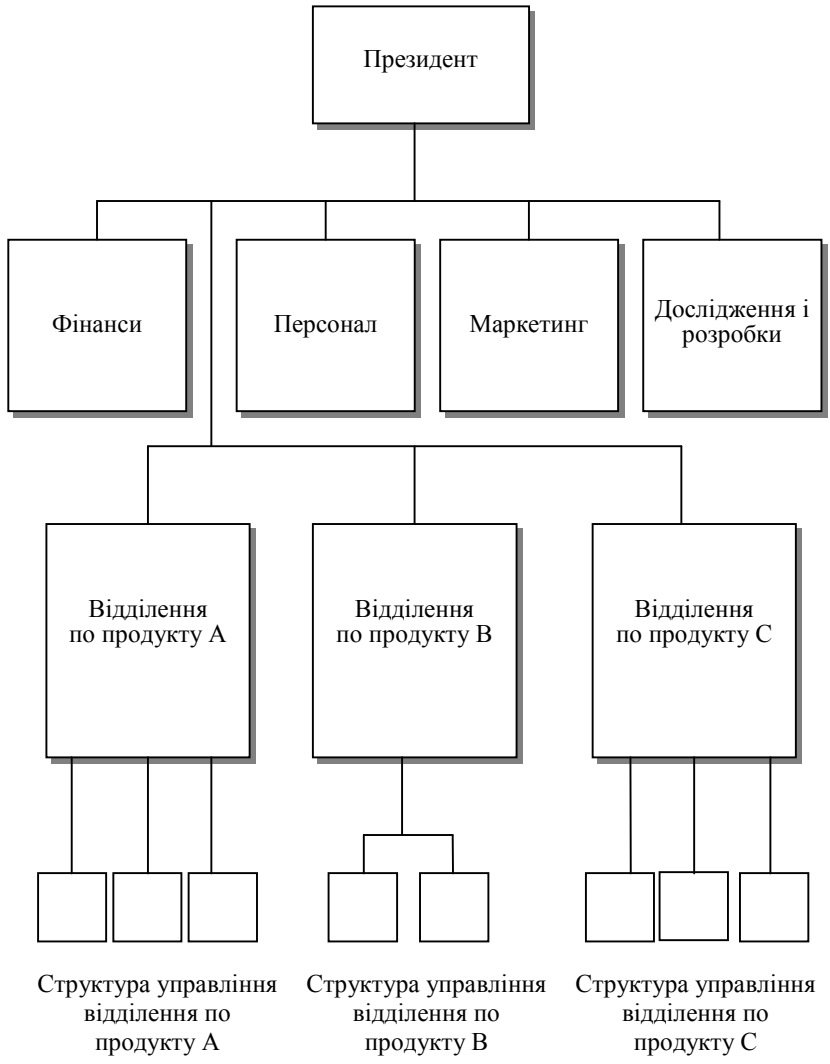 Президент
Фінанси
Персонал
Маркетинг
Дослідження і
розробки
Відділення
по продукту А
Відділення
по продукту В
Відділення
по продукту С
Структура управління
відділення по
продукту А
Структура управління
відділення по
продукту В
Структура управління
відділення по
продукту С